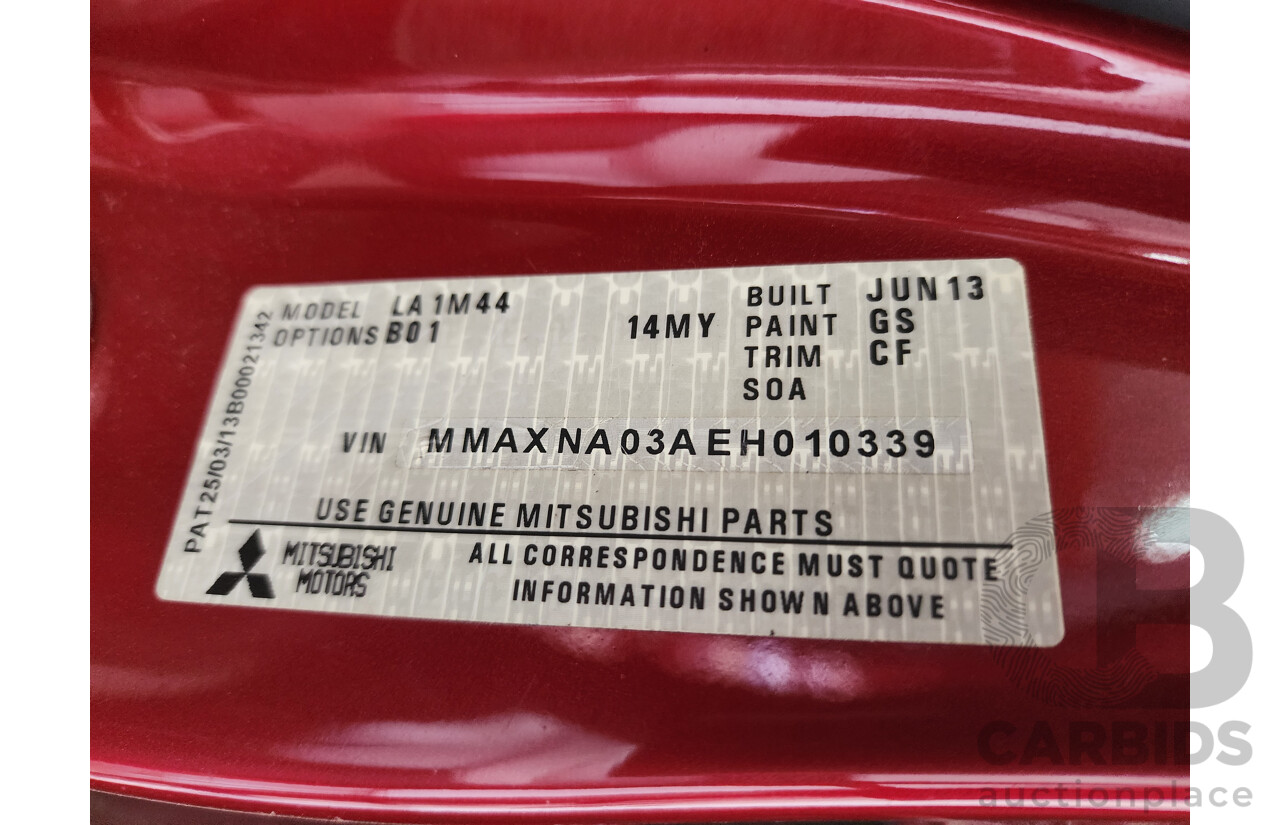 MODEL LA1M44
OPTIONS B01
14MY
BUILT JUN13
PAINT GS
TRIM CF
SOA
VIN MMAXNA03AEH010339
PAT25/03/13B00021342
USE GENUINE MITSUBISHI PARTS
MITSUBISHI
MOTORS
ALL CORRESPONDENCE MUST QUOTE
INFORMATION SHOWN ABOVE
CB
CARBIDS
auctionplace